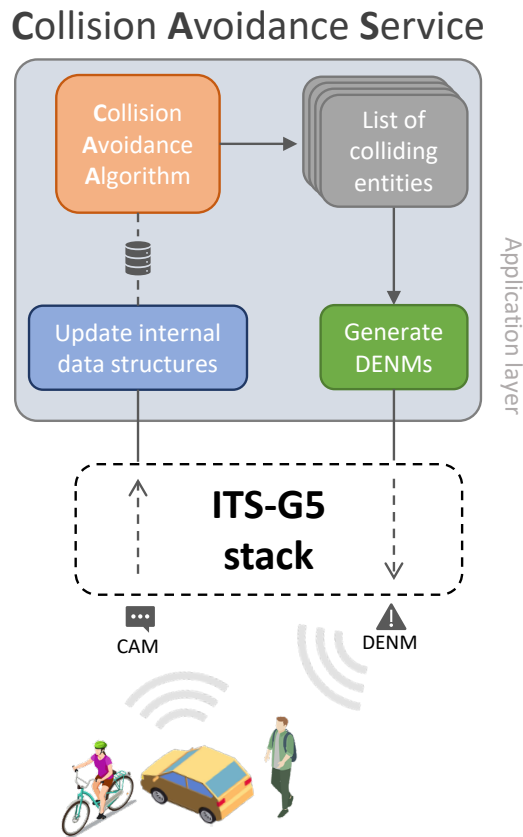 Collision Avoidance Service
Collision
Avoidance
Algorithm
List of
colliding
entities
Update internal
data structures
Generate
DENMs
Application layer
ITS-G5
stack
CAM
DENM